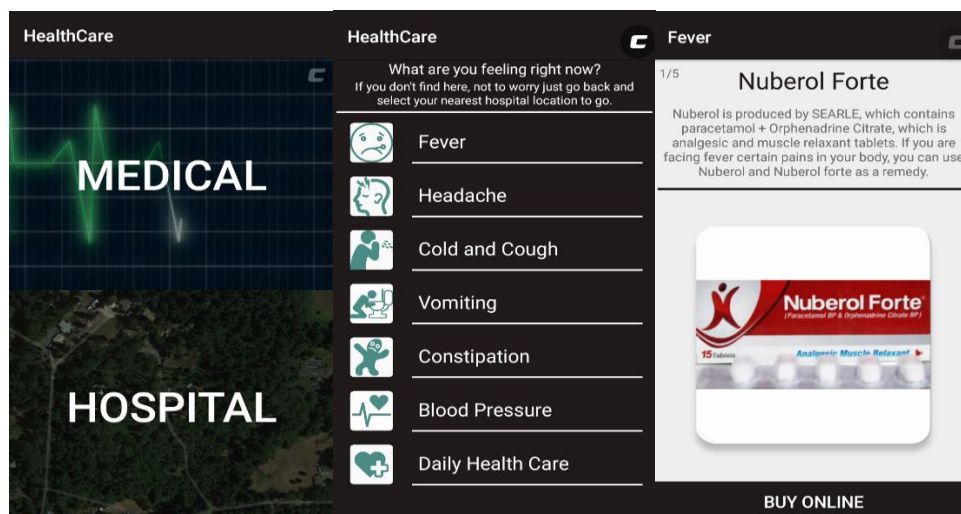 HealthCare
MEDICAL
HOSPITAL
HealthCare
What are you feeling right now?
If you don't find here, not to worry just go back and
select your nearest hospital location to go.
Fever
Headache
Cold and Cough
Vomiting
Constipation
Blood Pressure
Daily Health Care
Fever
1/5
Nuberol Forte
Nuberol is produced by SEARLE, which contains
paracetamol + Orphenadrine Citrate, which is
analgesic and muscle relaxant tablets. If you are
facing fever certain pains in your body, you can use
Nuberol and Nuberol forte as a remedy.
Nuberol Forte®
(Paracetamol BP & Orphenadrine Citrate BP)
15 Tablets
Analgesic Muscle Relaxant
BUY ONLINE